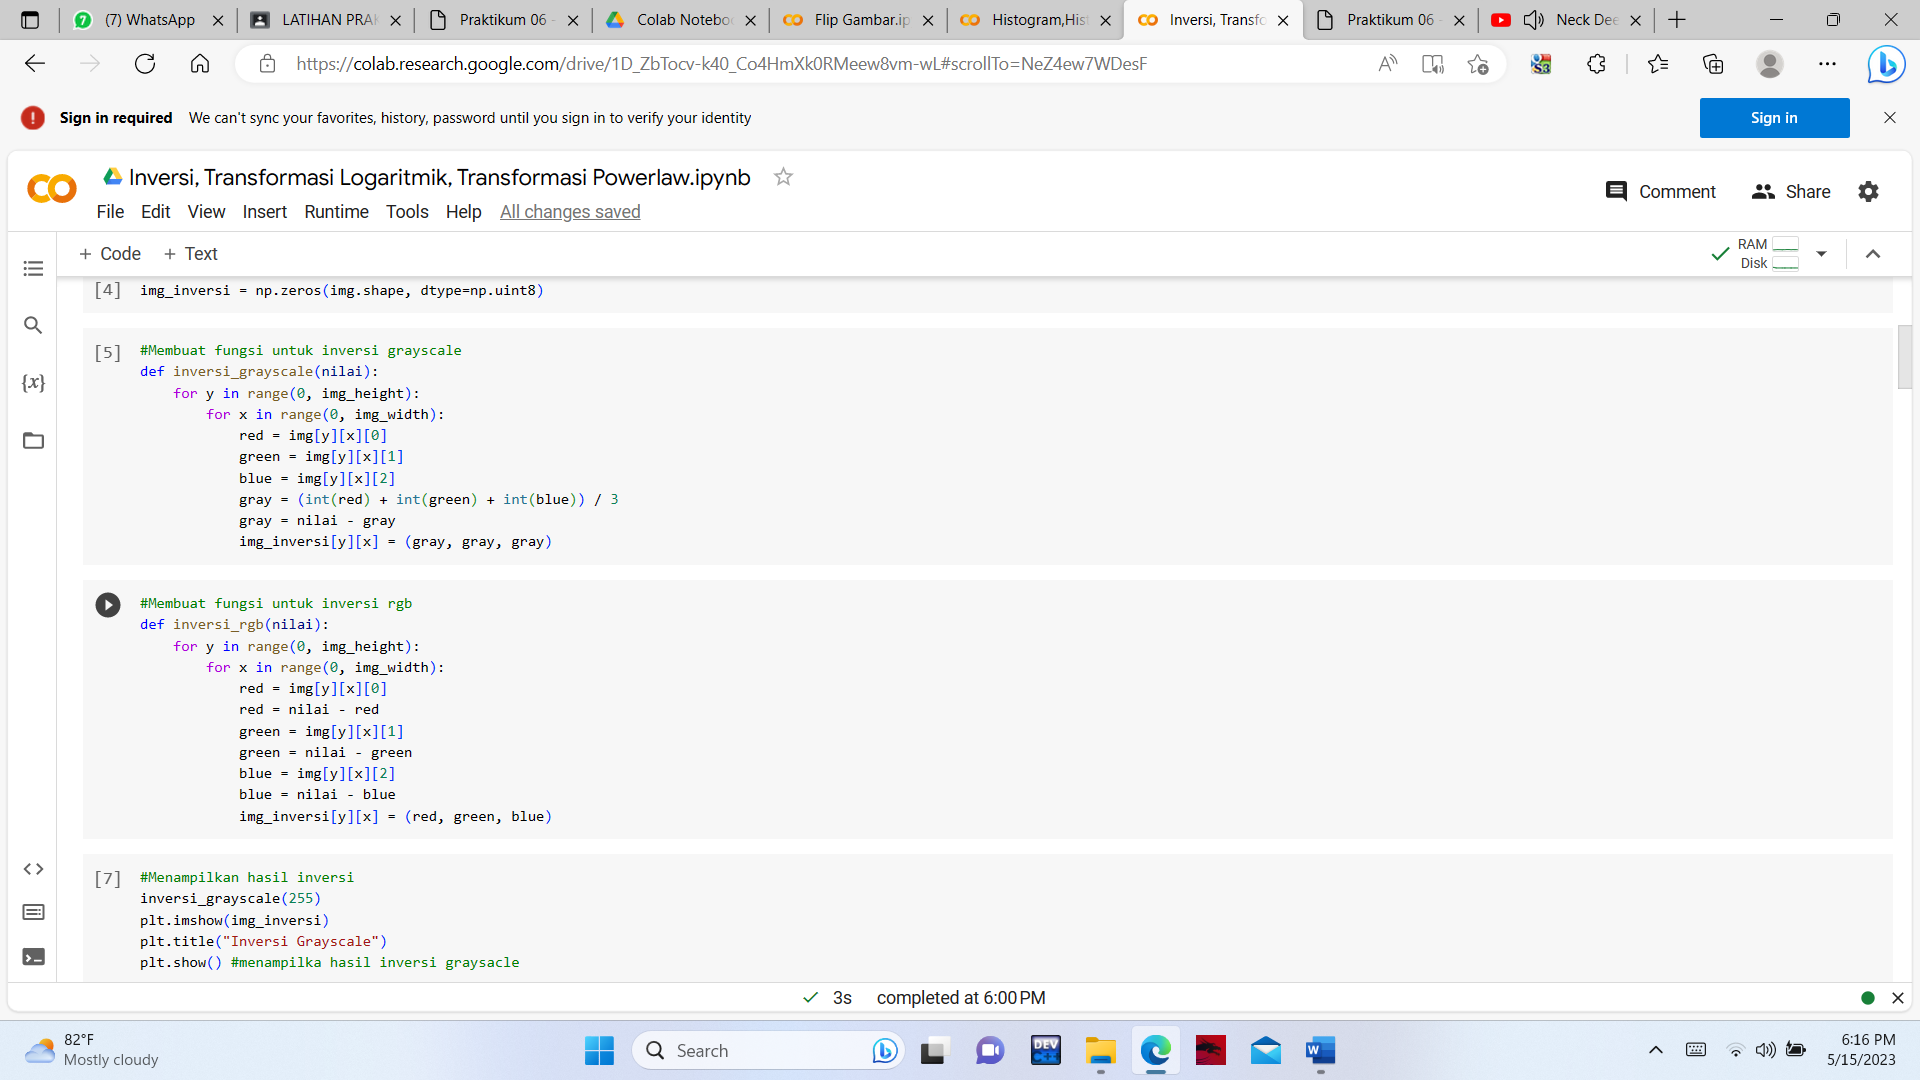 (7) WhatsApp
LATIHAN PRAK
Praktikum 06 -
Colab Notebo
Flip Gambar.ip
Histogram,His
Inversi, Transfo
Praktikum 06 -
Neck Dee
https://colab.research.google.com/drive/1D_ZbTocv-k40_Co4HmXk0RMeew8vm-wL#scrollTo=NeZ4ew7WDesF
Sign in required We can't sync your favorites, history, password until you sign in to verify your identity
Sign in
Inversi, Transformasi Logaritmik, Transformasi Powerlaw.ipynb
Comment Share
File Edit View Insert Runtime Tools Help All changes saved
+ Code + Text
RAM
Disk
[4] img_inversi = np.zeros(img.shape, dtype=np.uint8)
[5] #Membuat fungsi untuk inversi grayscale
def inversi_grayscale(nilai):
for y in range(0, img_height):
for x in range(0, img_width):
red = img[y][x][0]
green = img[y][x][1]
blue = img[y][x][2]
gray = (int(red) + int(green) + int(blue)) / 3
gray = nilai - gray
img_inversi[y][x] = (gray, gray, gray)
#Membuat fungsi untuk inversi rgb
def inversi_rgb(nilai):
for y in range(0, img_height):
for x in range(0, img_width):
red = img[y][x][0]
red = nilai - red
green = img[y][x][1]
green = nilai - green
blue = img[y][x][2]
blue = nilai - blue
img_inversi[y][x] = (red, green, blue)
[7] #Menampilkan hasil inversi
inversi_grayscale(255)
plt.imshow(img_inversi)
plt.title("Inversi Grayscale")
plt.show() #menampilka hasil inversi graysacle
3s completed at 6:00 PM
82°F
Mostly cloudy
Search
DEV
C++
6:16 PM
5/15/2023